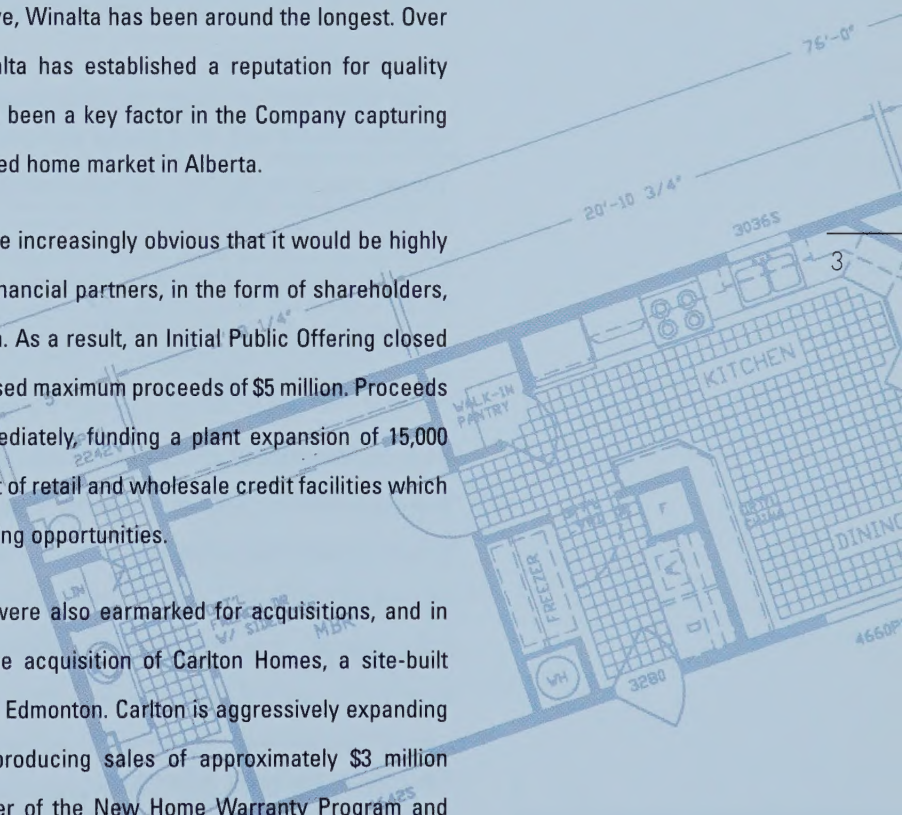 e, Winalta has been around the longest. Over
lta has established a reputation for quality
been a key factor in the Company capturing
ed home market in Alberta.
e increasingly obvious that it would be highly
nancial partners, in the form of shareholders,
. As a result, an Initial Public Offering closed
sed maximum proceeds of $5 million. Proceeds
ediately, funding a plant expansion of 15,000
t of retail and wholesale credit facilities which
ng opportunities.
were also earmarked for acquisitions, and in
e acquisition of Carlton Homes, a site-built
Edmonton. Carlton is aggressively expanding
producing sales of approximately $3 million
er of the New Home Warranty Program and
76'-0"
20'-10 3/4"
3036S
3
KITCHEN
WALK-IN
PANTRY
DINING
F
FREEZER
W
D
WH
3280
4660P
2242
LIN
MBR